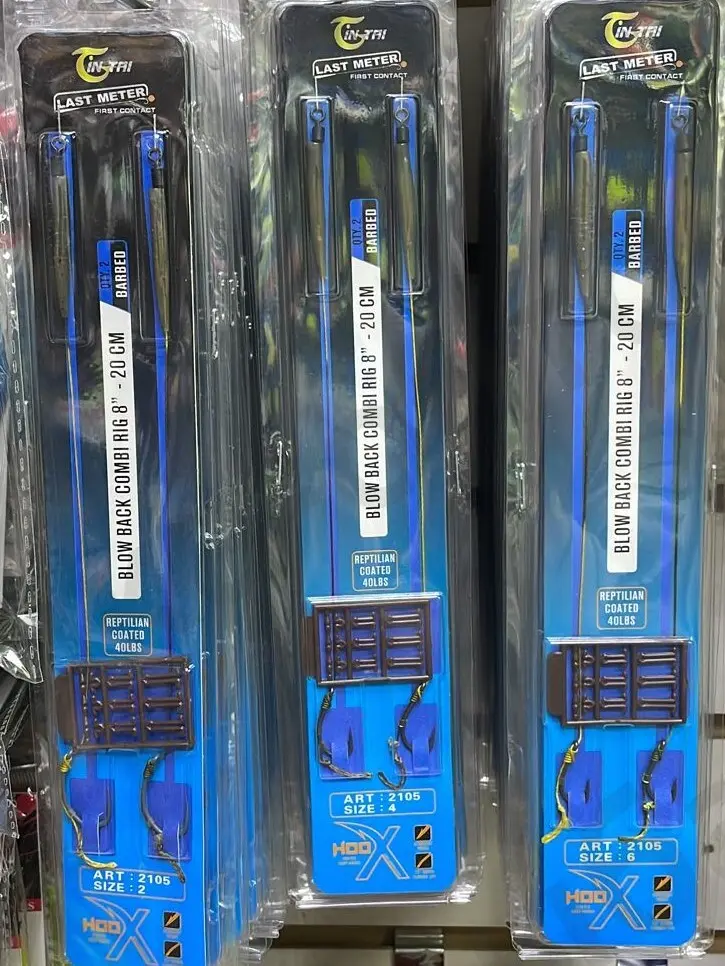 TIN-TAI
LAST METER.
FIRST CONTACT
QTY. 2
BARBED
BLOW BACK COMBI RIG 8" - 20 CM
REPTILIAN
COATED
40LBS
ART : 2105
SIZE : 2
HOOX
TIN-TAI
LAST METER.
FIRST CONTACT
QTY. 2
BARBED
BLOW BACK COMBI RIG 8" - 20 CM
REPTILIAN
COATED
40LBS
ART : 2105
SIZE : 4
HOOX
TIN-TAI
LAST METER.
FIRST CONTACT
QTY. 2
BARBED
BLOW BACK COMBI RIG 8" - 20 CM
REPTILIAN
COATED
40LBS
ART : 2105
SIZE : 6
HOOX